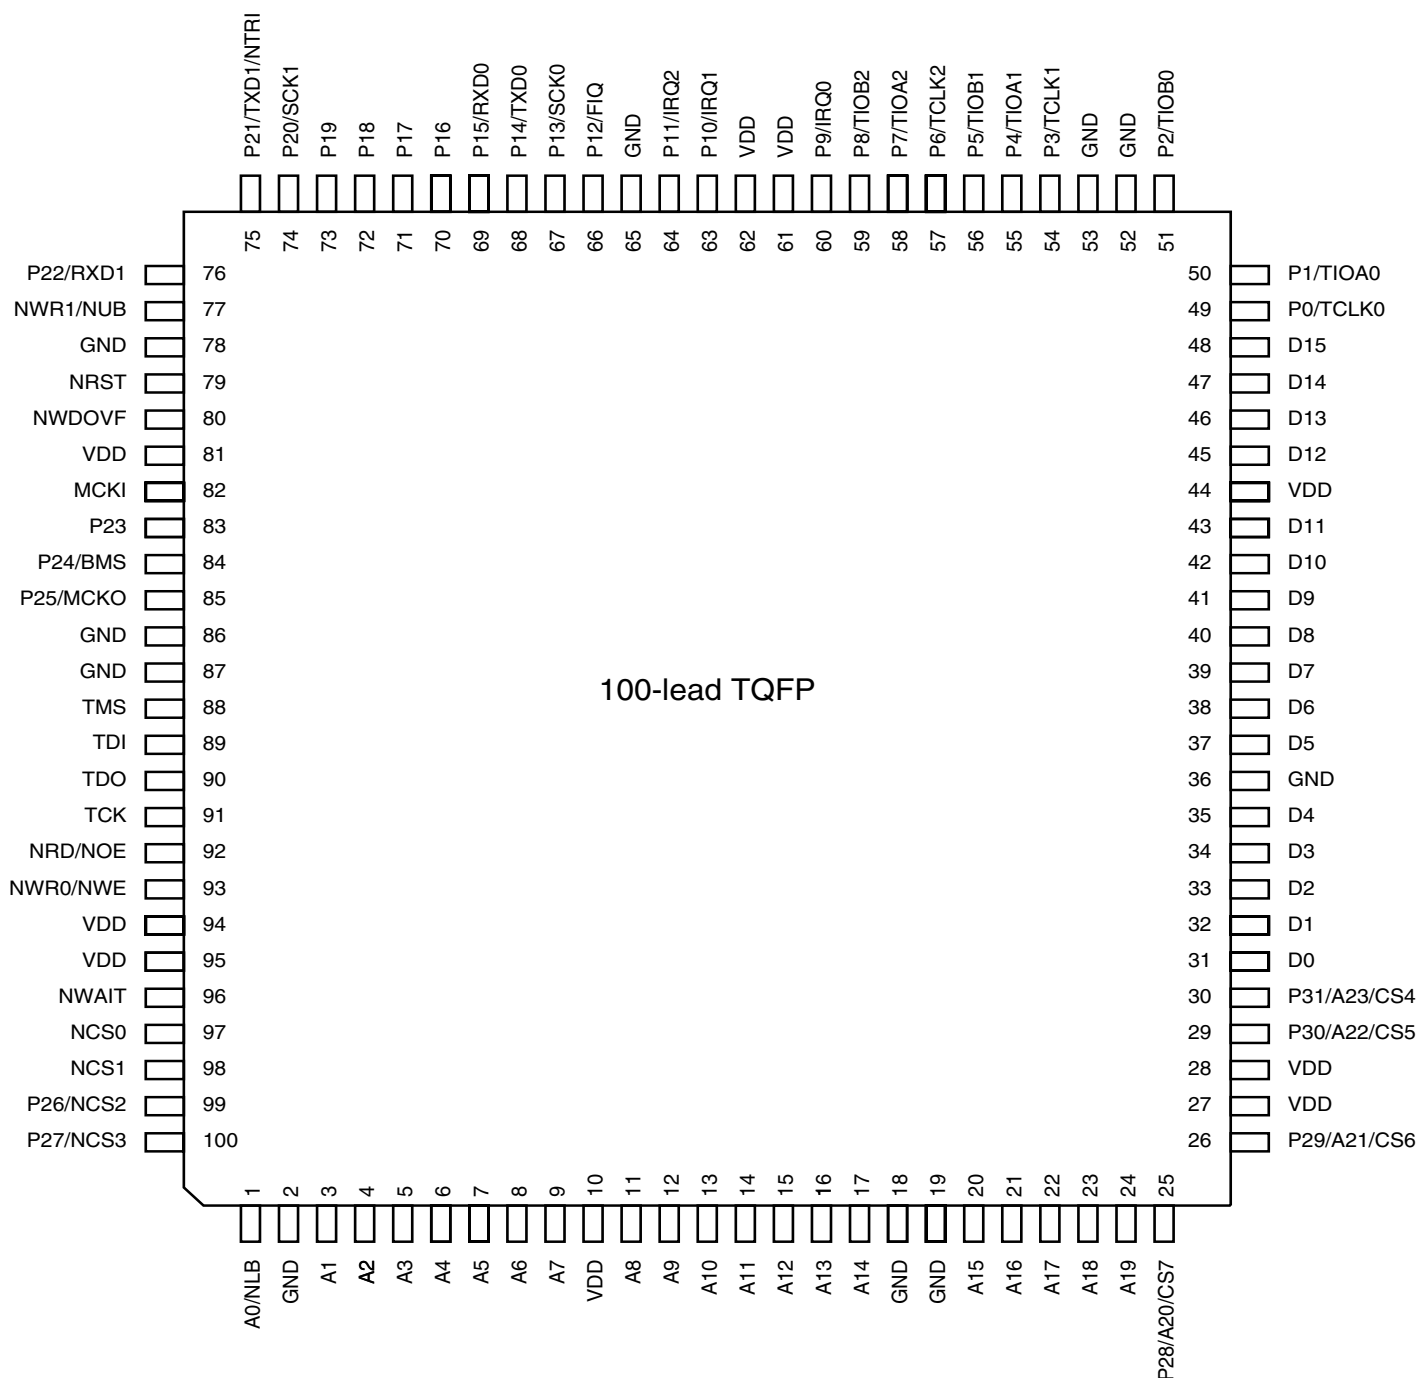 P21/TXD1/NTRI
P20/SCK1
P19
P18
P17
P16
P15/RXD0
P14/TXD0
P13/SCK0
P12/FIQ
GND
P11/IRQ2
P10/IRQ1
VDD
VDD
P9/IRQ0
P8/TIOB2
P7/TIOA2
P6/TCLK2
P5/TIOB1
P4/TIOA1
P3/TCLK1
GND
GND
P2/TIOB0
75
74
73
72
71
70
69
68
67
66
65
64
63
62
61
60
59
58
57
56
55
54
53
52
51
P22/RXD1 76
NWR1/NUB 77
GND 78
NRST 79
NWDOVF 80
VDD 81
MCKI 82
P23 83
P24/BMS 84
P25/MCKO 85
GND 86
GND 87
TMS 88
TDI 89
TDO 90
TCK 91
NRD/NOE 92
NWR0/NWE 93
VDD 94
VDD 95
NWAIT 96
NCS0 97
NCS1 98
P26/NCS2 99
P27/NCS3 100
100-lead TQFP
50 P1/TIOA0
49 P0/TCLK0
48 D15
47 D14
46 D13
45 D12
44 VDD
43 D11
42 D10
41 D9
40 D8
39 D7
38 D6
37 D5
36 GND
35 D4
34 D3
33 D2
32 D1
31 D0
30 P31/A23/CS4
29 P30/A22/CS5
28 VDD
27 VDD
26 P29/A21/CS6
1
2
3
4
5
6
7
8
9
10
11
12
13
14
15
16
17
18
19
20
21
22
23
24
25
A0/NLB
GND
A1
A2
A3
A4
A5
A6
A7
VDD
A8
A9
A10
A11
A12
A13
A14
GND
GND
A15
A16
A17
A18
A19
P28/A20/CS7